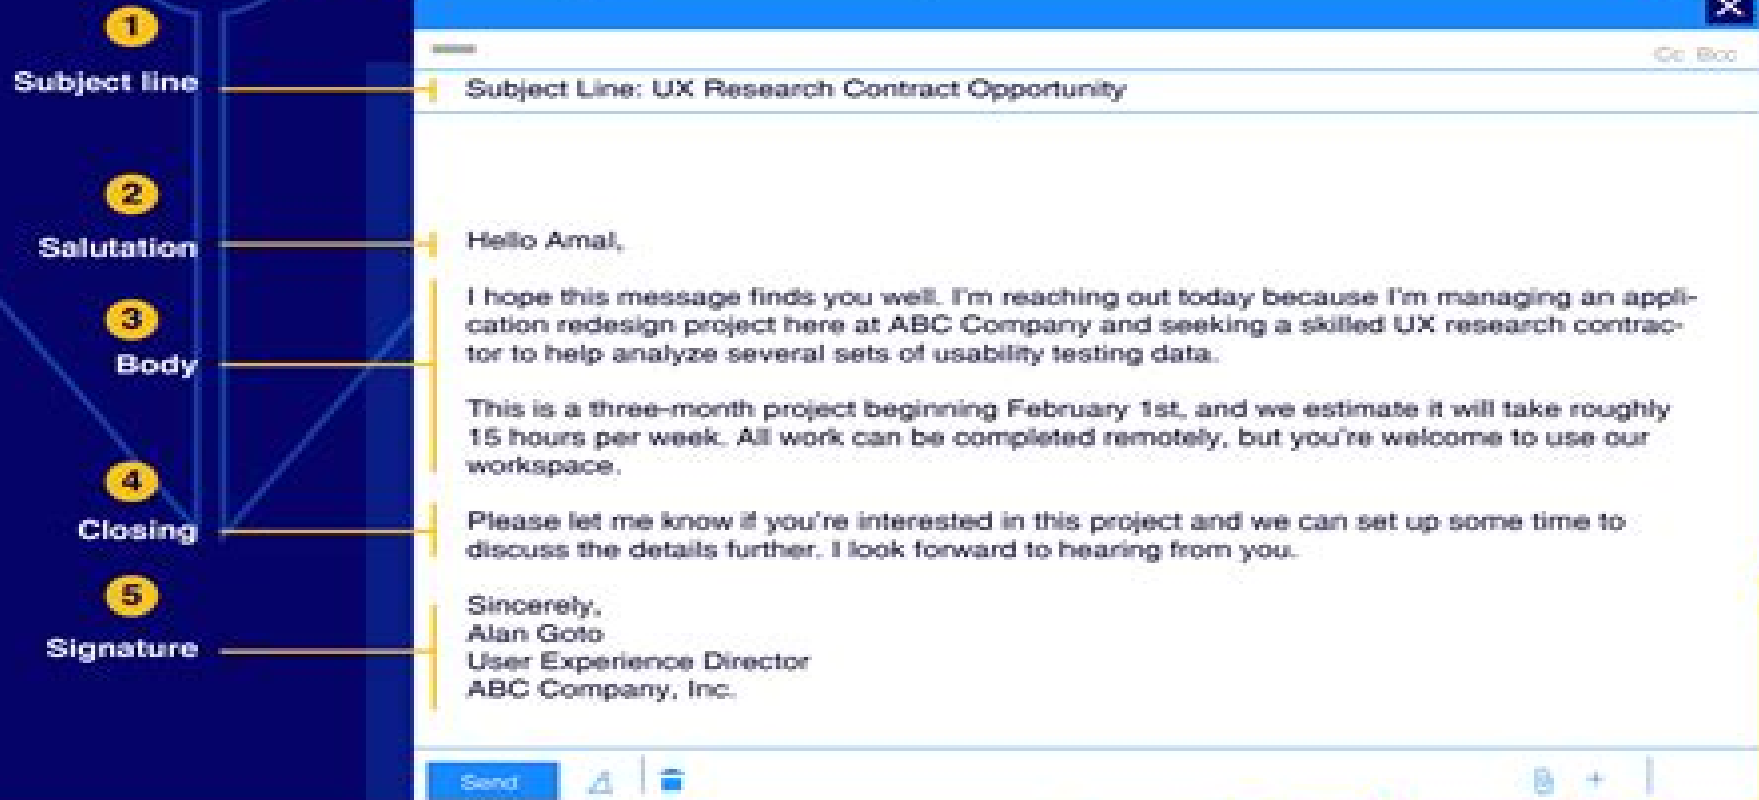 1
Subject line
Cc Bcc
Subject Line: UX Research Contract Opportunity
2
Salutation
Hello Amal,
3
Body
I hope this message finds you well. I'm reaching out today because I'm managing an appli-
cation redesign project here at ABC Company and seeking a skilled UX research contrac-
tor to help analyze several sets of usability testing data.
This is a three-month project beginning February 1st, and we estimate it will take roughly
15 hours per week. All work can be completed remotely, but you're welcome to use our
workspace.
4
Closing
Please let me know if you're interested in this project and we can set up some time to
discuss the details further. I look forward to hearing from you.
5
Signature
Sincerely,
Alan Goto
User Experience Director
ABC Company, Inc.
Send